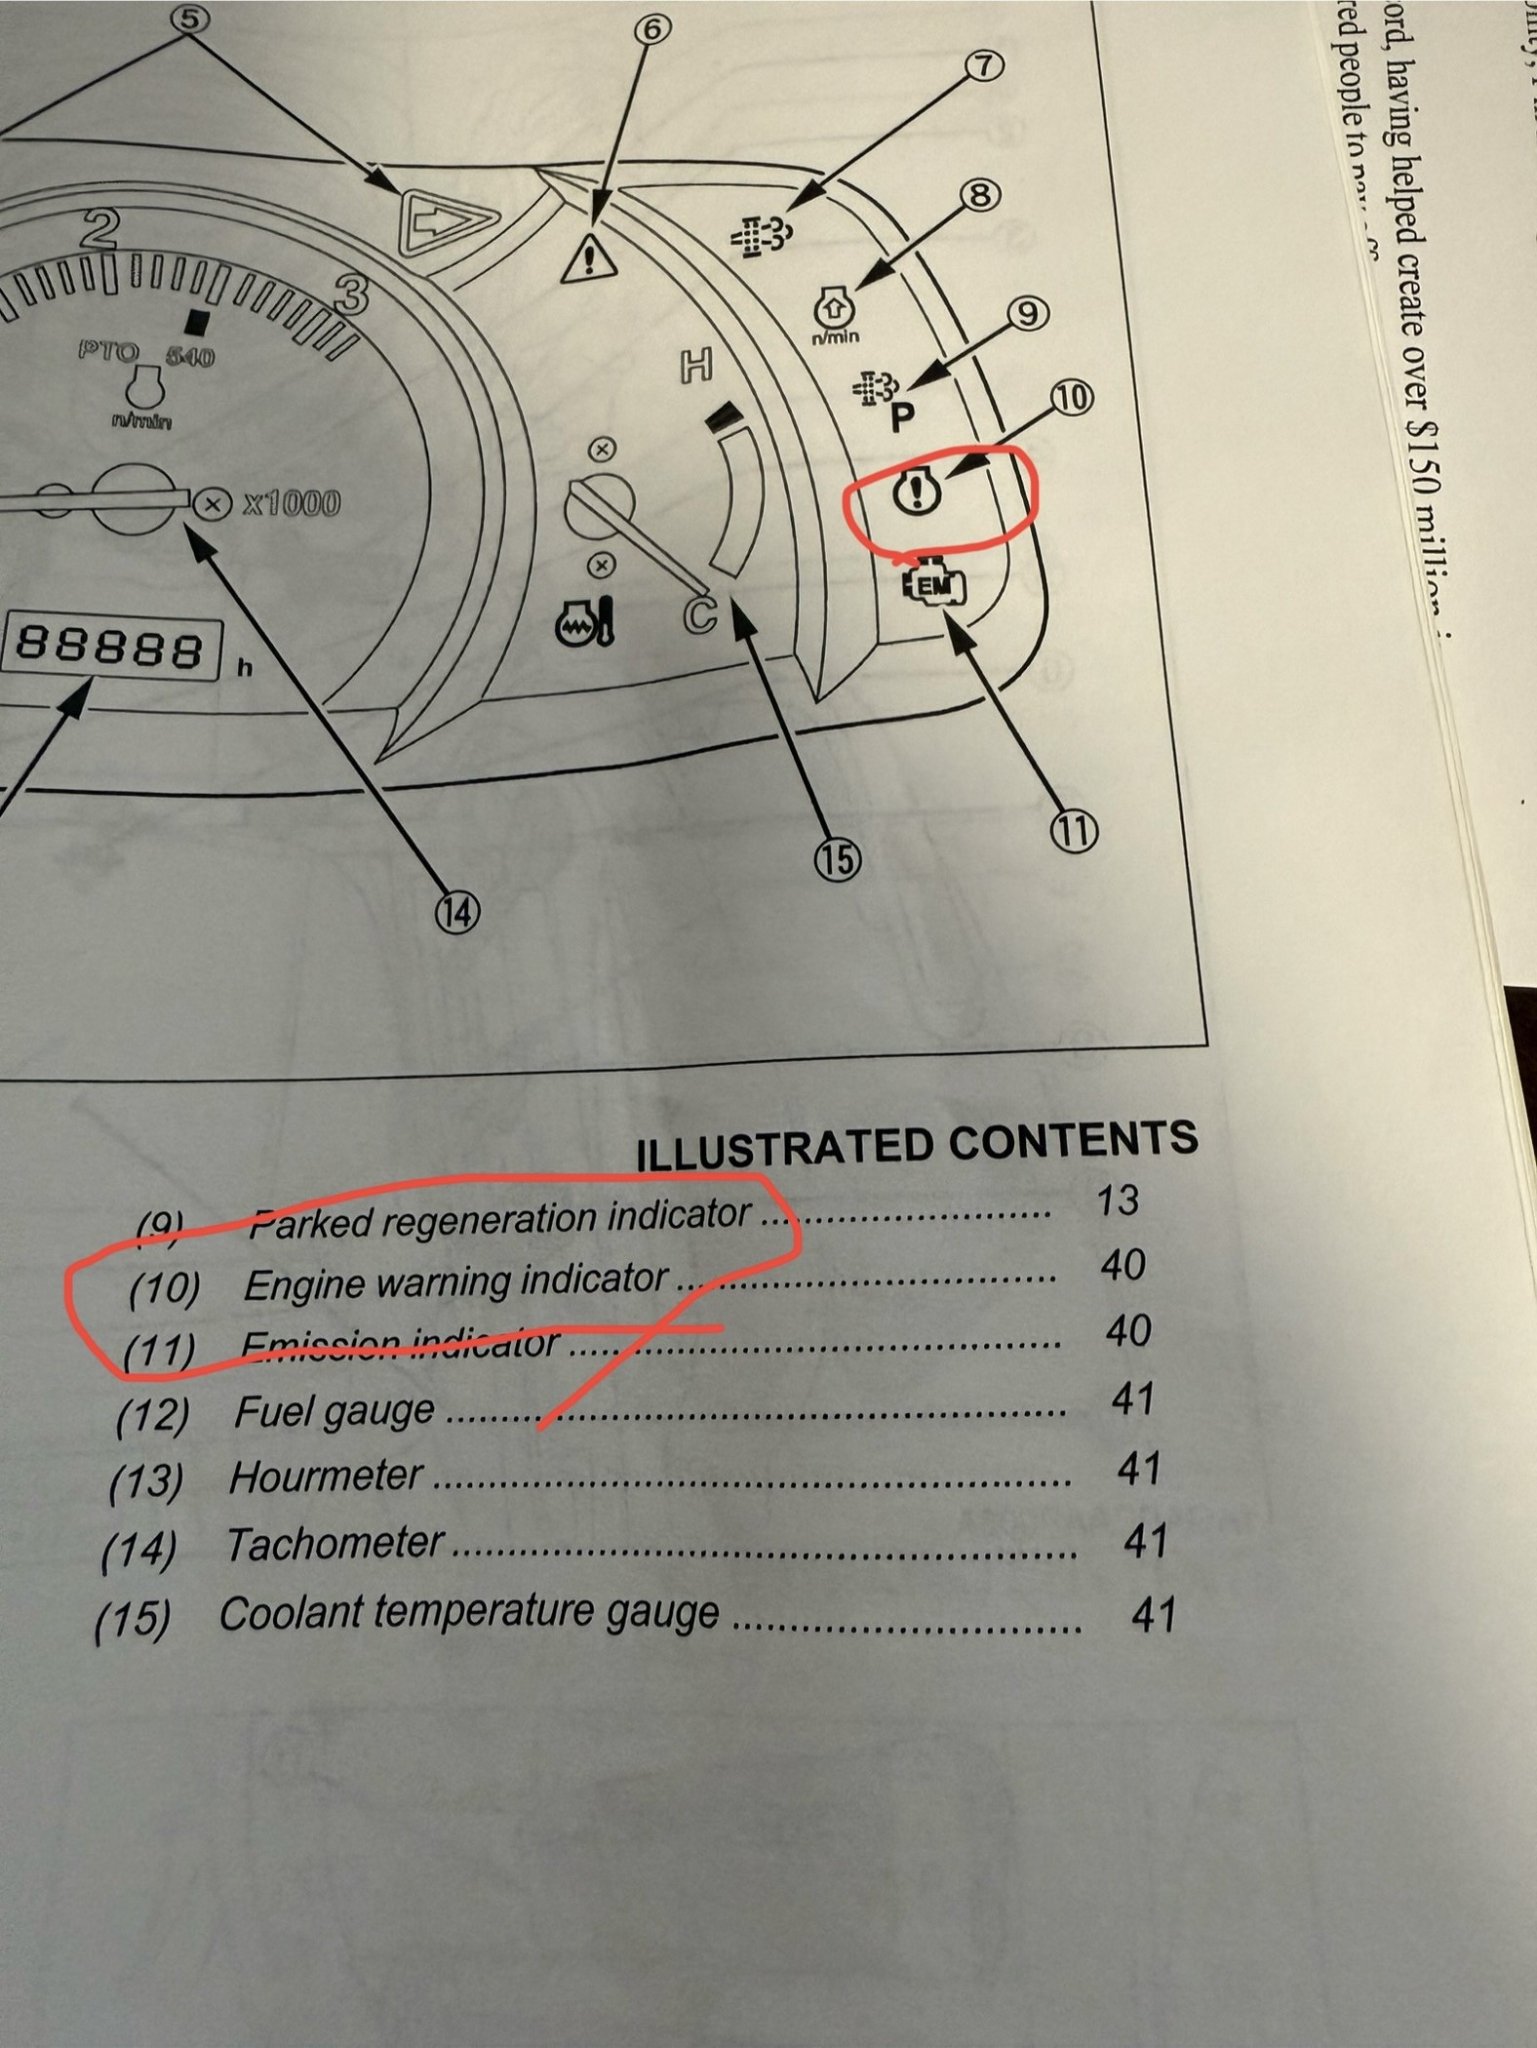 ⑤
⑥
⑦
⑧
⑨
⑩
2
3
PTO 540
n/min
x1000
88888 h
H
C
n/min
P
EM
⑪
⑮
⑭
ILLUSTRATED CONTENTS
(9) Parked regeneration indicator .......................... 13
(10) Engine warning indicator .................................. 40
(11) Emission indicator ............................................ 40
(12) Fuel gauge ........................................................ 41
(13) Hourmeter ......................................................... 41
(14) Tachometer ........................................................ 41
(15) Coolant temperature gauge ............................... 41
having helped create over $150 million
red people to